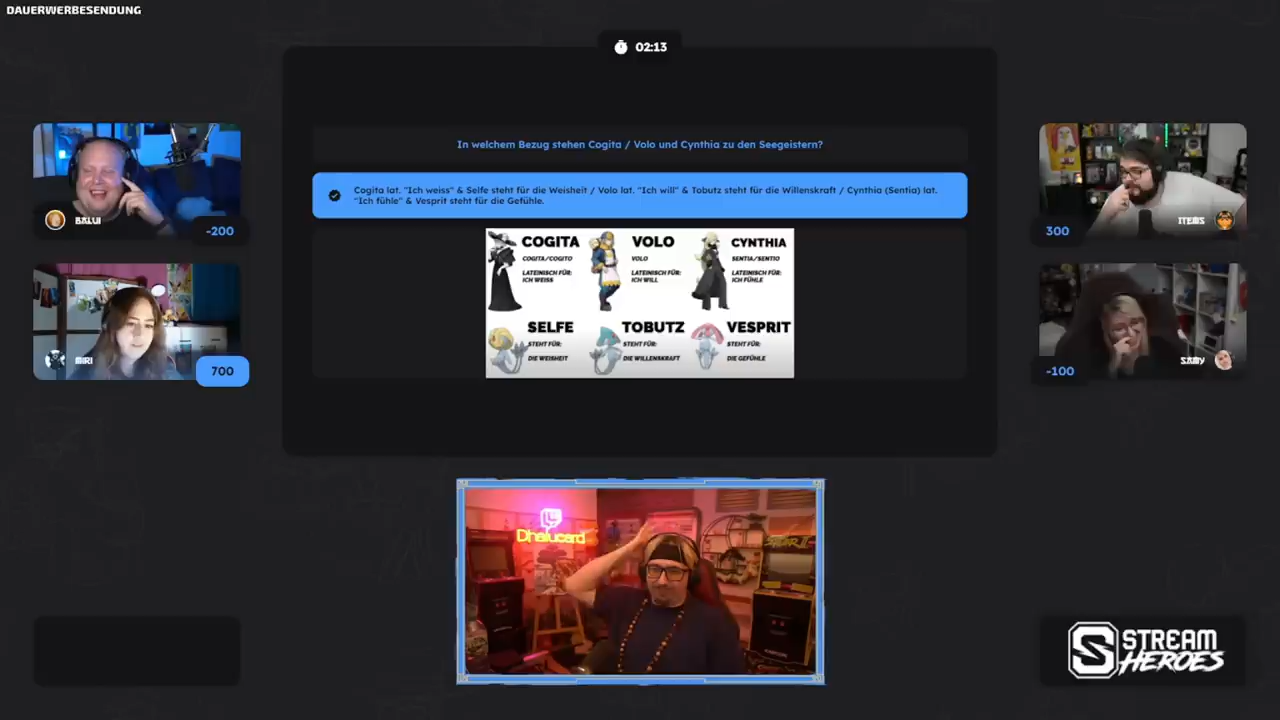 DAUERWERBESENDUNG
02:13
In welchem Bezug stehen Cogita / Volo und Cynthia zu den Seegeistern?
Cogita lat. "Ich weiss" & Selfe steht für die Weisheit / Volo lat. "Ich will" & Tobutz steht für die Willenskraft / Cynthia (Sentia) lat.
"Ich fühle" & Vesprit steht für die Gefühle.
COGITA
COGITA/COGITO
LATEINISCH FÜR:
ICH WEISS
VOLO
VOLO
LATEINISCH FÜR:
ICH WILL
CYNTHIA
SENTIA/SENTIO
LATEINISCH FÜR:
ICH FÜHLE
SELFE
STEHT FÜR:
DIE WEISHEIT
TOBUTZ
STEHT FÜR:
DIE WILLENSKRAFT
VESPRIT
STEHT FÜR:
DIE GEFÜHLE
BALUI
-200
MIRI
700
ITEMS
300
-100
Dhalucard
STREAM
HEROES